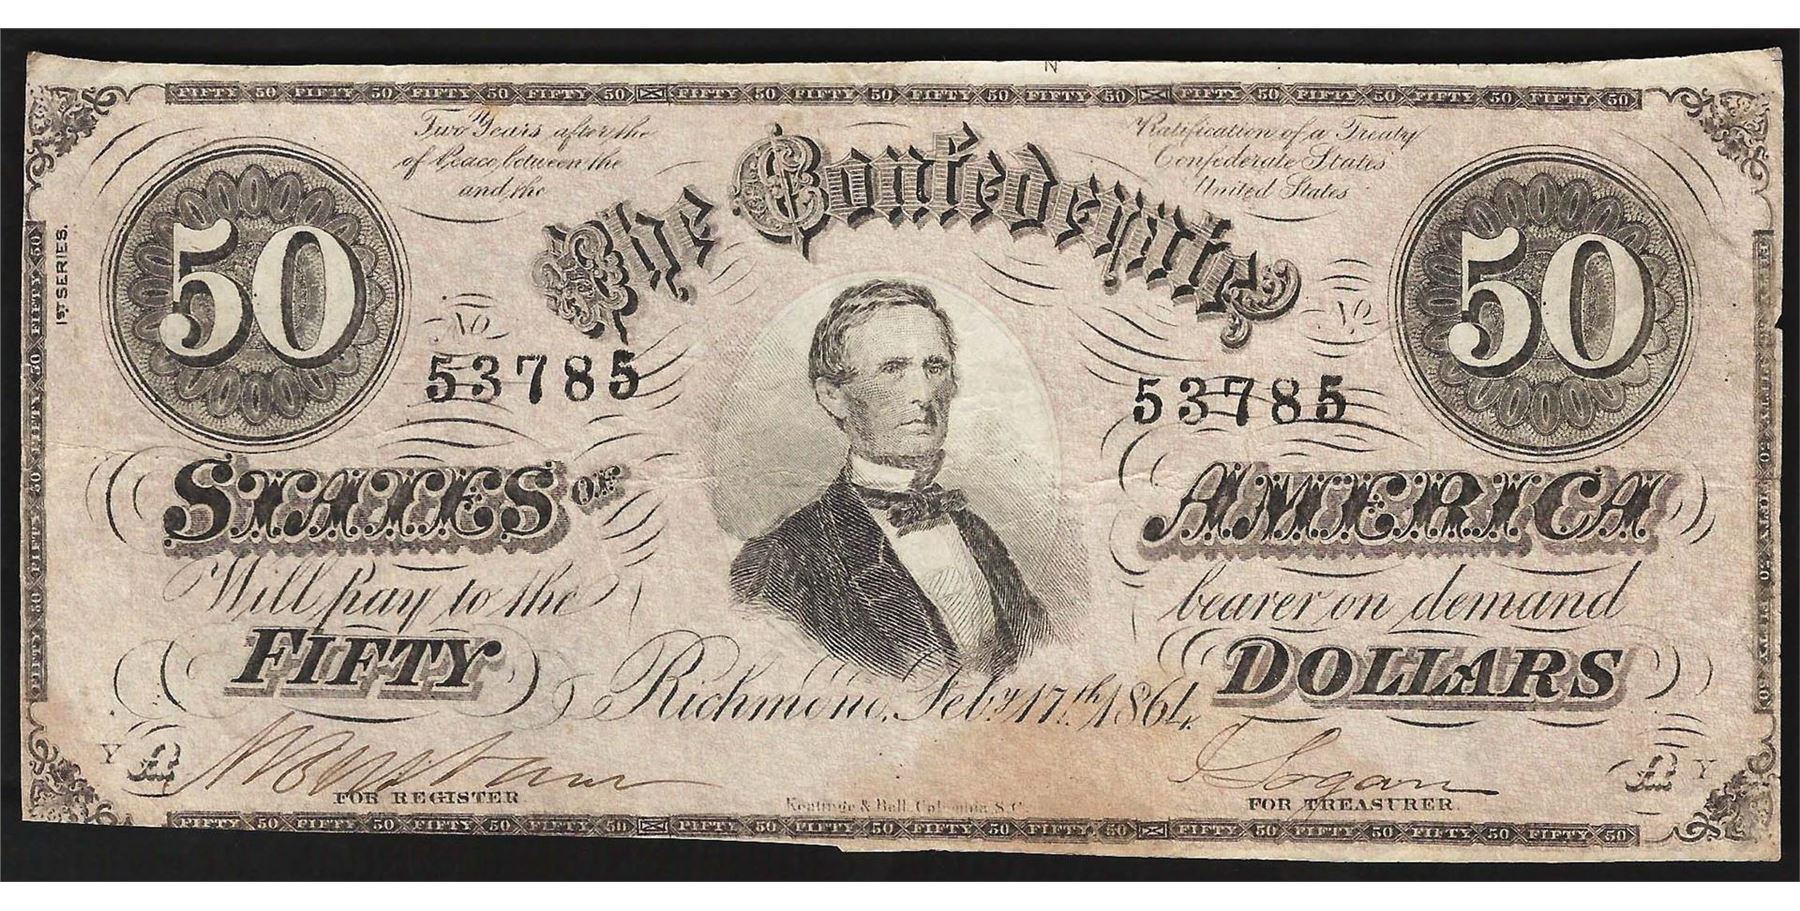 FIFTY 50 FIFTY 50 FIFTY 50 FIFTY 50 FIFTY 50 FIFTY 50 FIFTY 50 FIFTY 50 FIFTY 50 FIFTY 50 FIFTY 50 FIFTY 50
N
Two Years after the Ratification of a Treaty
of Peace between the Confederate States
and the United States
The Confederate
1ST SERIES.
50 50
No No
53785 53785
STATES OF AMERICA
Will pay to the bearer on demand
FIFTY DOLLARS
Richmond, Feby 17th, 1864.
Y D D Y
Logan
FOR REGISTER FOR TREASURER.
Keatinge & Ball, Columbia S.C.
FIFTY 50 FIFTY 50 FIFTY 50 FIFTY 50 FIFTY 50 FIFTY 50 FIFTY 50 FIFTY 50 FIFTY 50 FIFTY 50 FIFTY 50 FIFTY 50